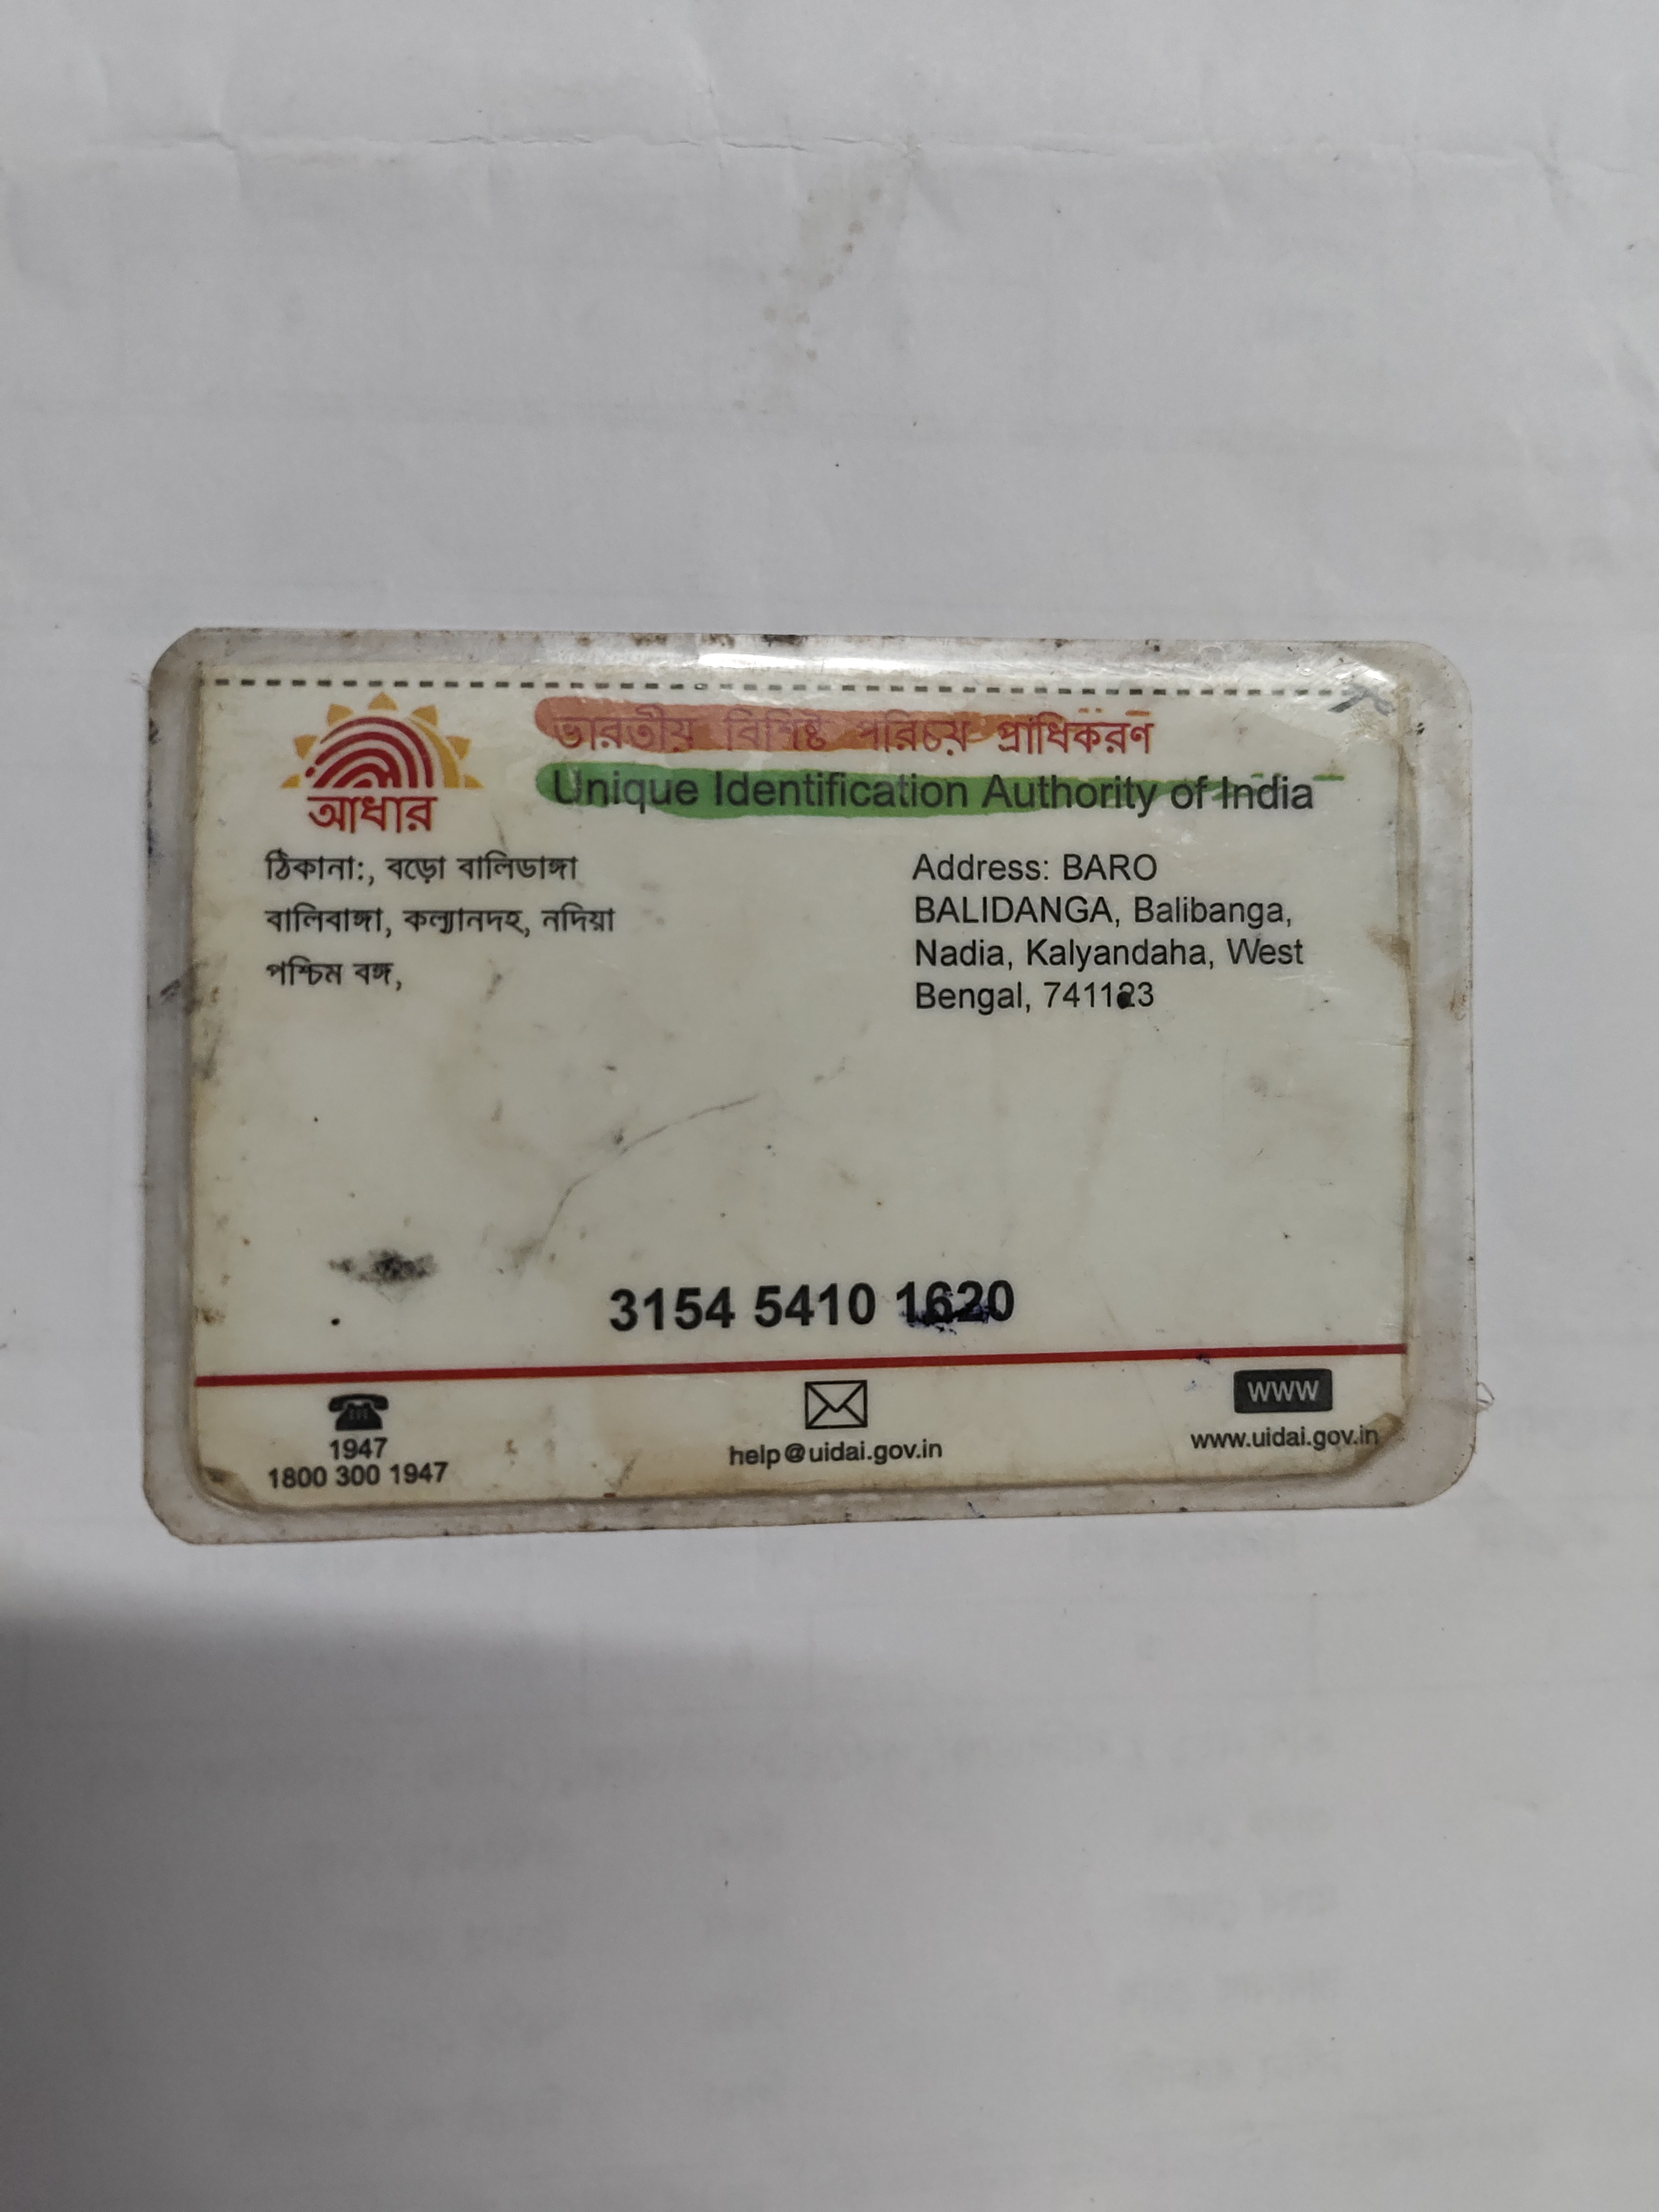 ভারতীয় বিশিষ্ট পরিচয় প্রাধিকরণ
Unique Identification Authority of India
আধার
ঠিকানা:, বড়ো বালিডাঙ্গা
বালিবাঙ্গা, কল্যানদহ, নদিয়া
পশ্চিম বঙ্গ,
Address: BARO
BALIDANGA, Balibanga,
Nadia, Kalyandaha, West
Bengal, 741123
3154 5410 1620
1947
1800 300 1947
help@uidai.gov.in
www
www.uidai.gov.in